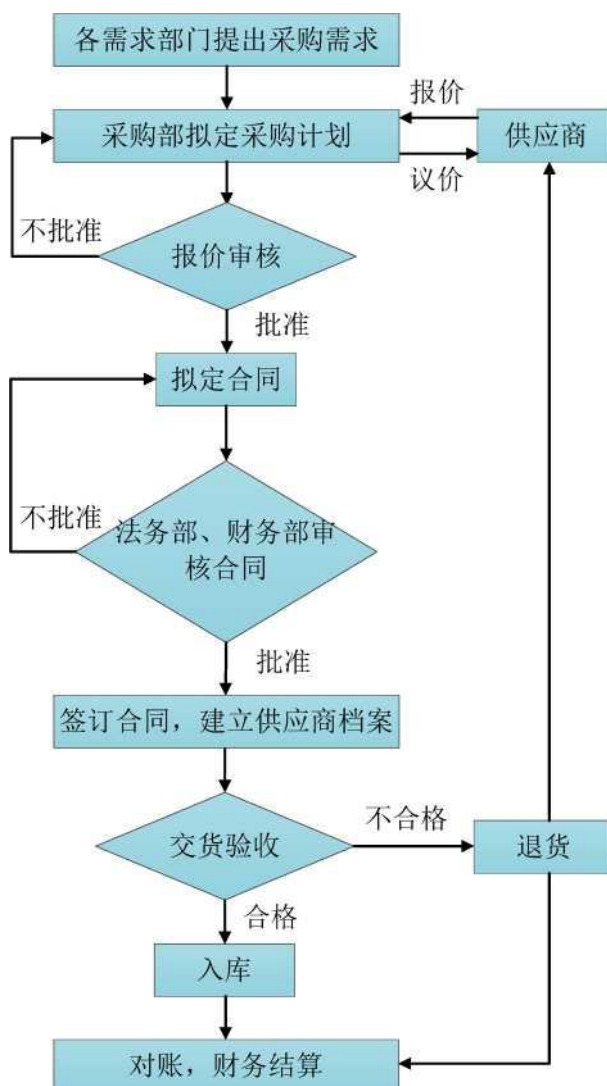 各需求部门提出采购需求
报价
采购部拟定采购计划
供应商
议价
不批准
报价审核
批准
拟定合同
不批准
法务部、财务部审
核合同
批准
签订合同，建立供应商档案
不合格
交货验收
退货
合格
入库
对账，财务结算